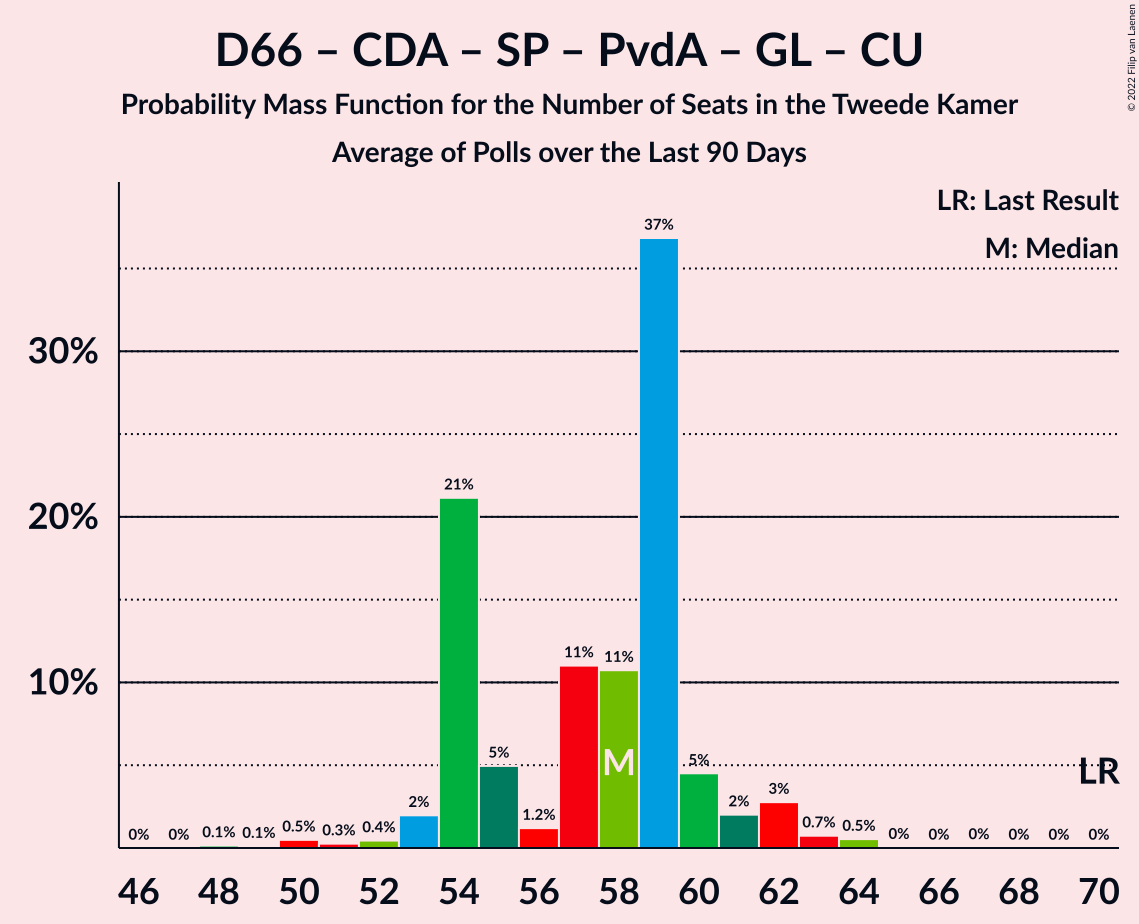 D66 – CDA – SP – PvdA – GL – CU
Probability Mass Function for the Number of Seats in the Tweede Kamer
Average of Polls over the Last 90 Days
© 2022 Filip van Laenen
LR: Last Result
M: Median
30%
20%
10%
0% 0% 0.1% 0.1% 0.5% 0.3% 0.4% 2% 21% 5% 1.2% 11% 11% 37% 5% 2% 3% 0.7% 0.5% 0% 0% 0% 0% 0% 0%
M
LR
46 48 50 52 54 56 58 60 62 64 66 68 70